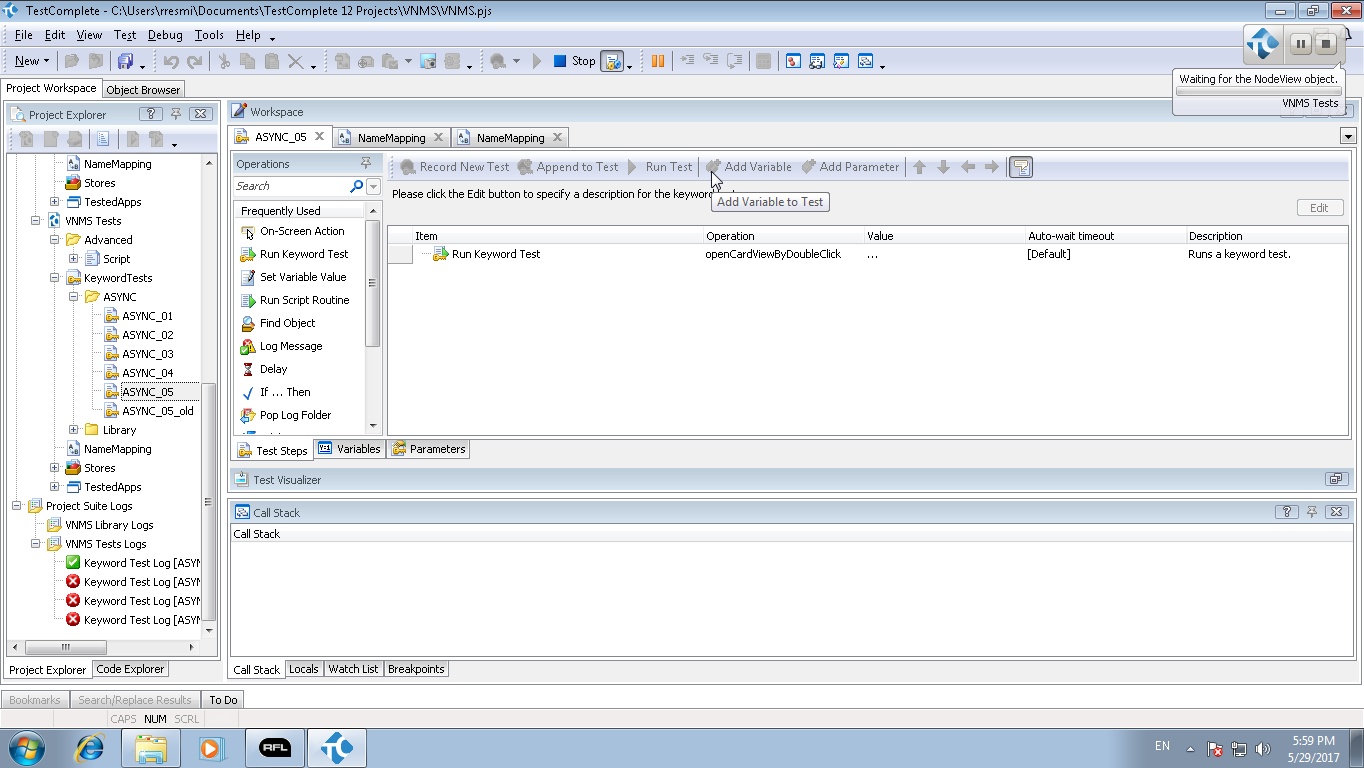 TestComplete - C:\Users\rresmi\Documents\TestComplete 12 Projects\VNMS\VNMS.pjs
File Edit View Test Debug Tools Help
New Stop
Waiting for the NodeView object.
VNMS Tests
Project Workspace Object Browser
Project Explorer
NameMapping
Stores
TestedApps
VNMS Tests
Advanced
Script
KeywordTests
ASYNC
ASYNC_01
ASYNC_02
ASYNC_03
ASYNC_04
ASYNC_05
ASYNC_05_old
Library
NameMapping
Stores
TestedApps
Project Suite Logs
VNMS Library Logs
VNMS Tests Logs
Keyword Test Log [ASYN
Keyword Test Log [ASYN
Keyword Test Log [ASYN
Keyword Test Log [ASYN
Project Explorer Code Explorer
Workspace
ASYNC_05 NameMapping NameMapping
Operations
Search
Frequently Used
On-Screen Action
Run Keyword Test
Set Variable Value
Run Script Routine
Find Object
Log Message
Delay
If ... Then
Pop Log Folder
Record New Test Append to Test Run Test Add Variable Add Parameter
Please click the Edit button to specify a description for the keyword
Add Variable to Test
Edit
Item Operation Value Auto-wait timeout Description
Run Keyword Test openCardViewByDoubleClick ... [Default] Runs a keyword test.
Test Steps Variables Parameters
Test Visualizer
Call Stack
Call Stack
Call Stack Locals Watch List Breakpoints
Bookmarks Search/Replace Results To Do
CAPS NUM SCRL
RFL
EN
5:59 PM
5/29/2017